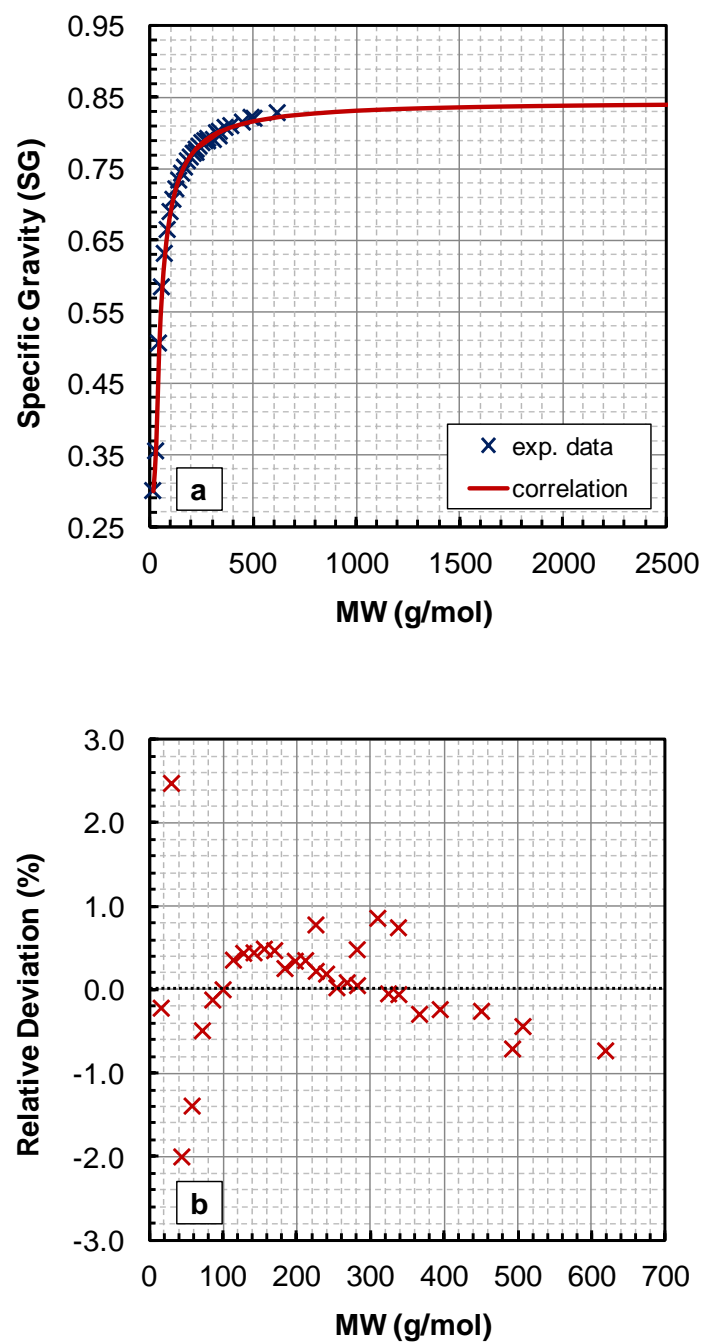 0.95
0.85
0.75
0.65
0.55
0.45
0.35
0.25
Specific Gravity (SG)
exp. data
correlation
a
0 500 1000 1500 2000 2500
MW (g/mol)
3.0
2.0
1.0
0.0
-1.0
-2.0
-3.0
Relative Deviation (%)
b
0 100 200 300 400 500 600 700
MW (g/mol)